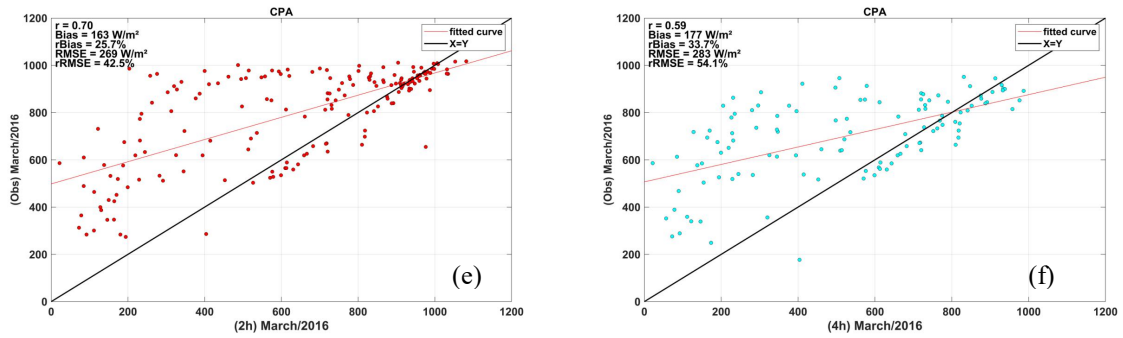 CPA
r = 0.70
Bias = 163 W/m²
rBias = 25.7%
RMSE = 269 W/m²
rRMSE = 42.5%
fitted curve
X=Y
1200
1000
800
600
400
200
0
(Obs) March/2016
0 200 400 600 800 1000 1200
(2h) March/2016
(e)
CPA
r = 0.59
Bias = 177 W/m²
rBias = 33.7%
RMSE = 283 W/m²
rRMSE = 54.1%
fitted curve
X=Y
1200
1000
800
600
400
200
0
(Obs) March/2016
0 200 400 600 800 1000 1200
(4h) March/2016
(f)